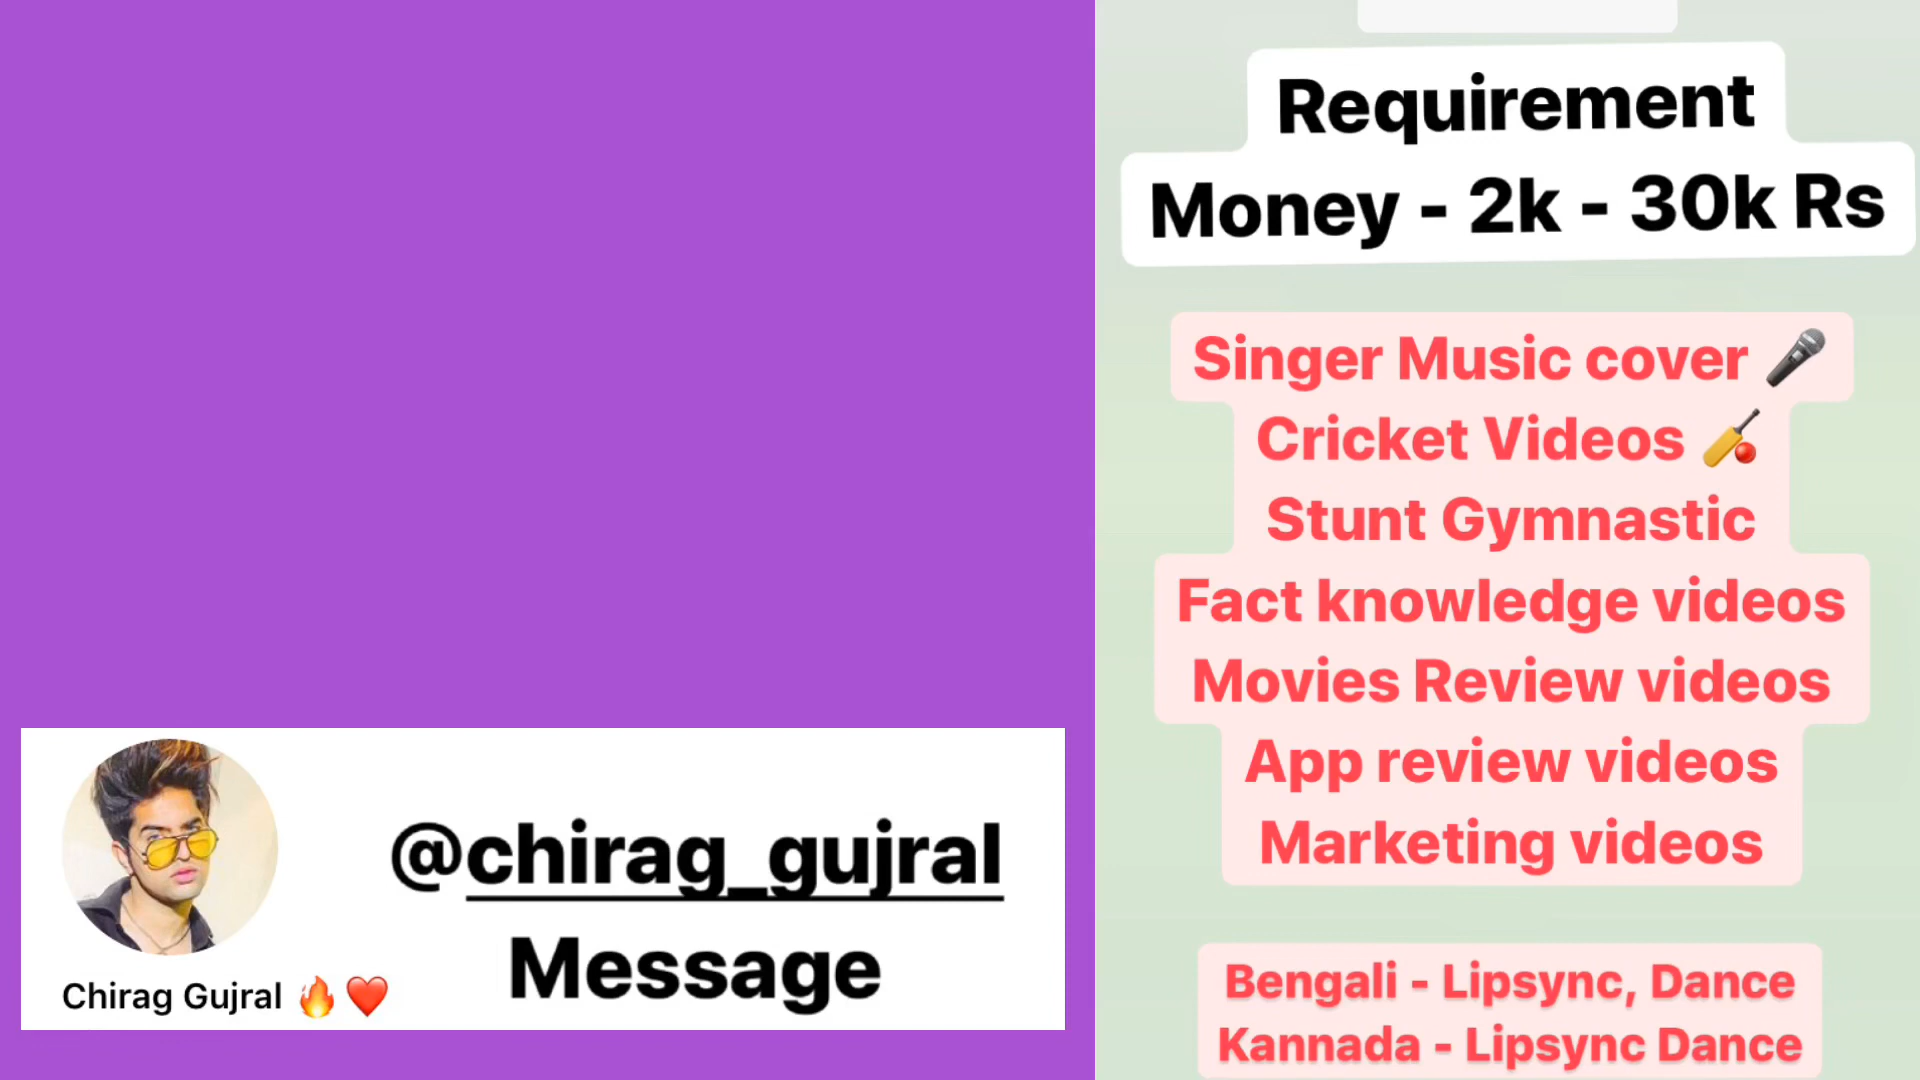 Requirement
Money - 2k - 30k Rs
Singer Music cover 🎤
Cricket Videos 🏏
Stunt Gymnastic
Fact knowledge videos
Movies Review videos
App review videos
Marketing videos
Bengali - Lipsync, Dance
Kannada - Lipsync Dance
@chirag_gujral
Message
Chirag Gujral 🔥❤️